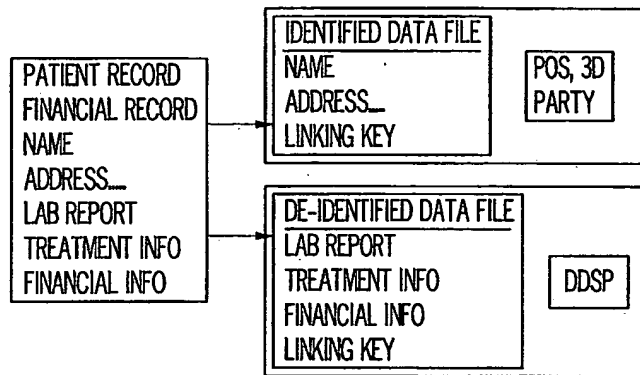 PATIENT RECORD
FINANCIAL RECORD
NAME
ADDRESS....
LAB REPORT
TREATMENT INFO
FINANCIAL INFO
IDENTIFIED DATA FILE
NAME
ADDRESS....
LINKING KEY
POS, 3D
PARTY
DE-IDENTIFIED DATA FILE
LAB REPORT
TREATMENT INFO
FINANCIAL INFO
LINKING KEY
DDSP